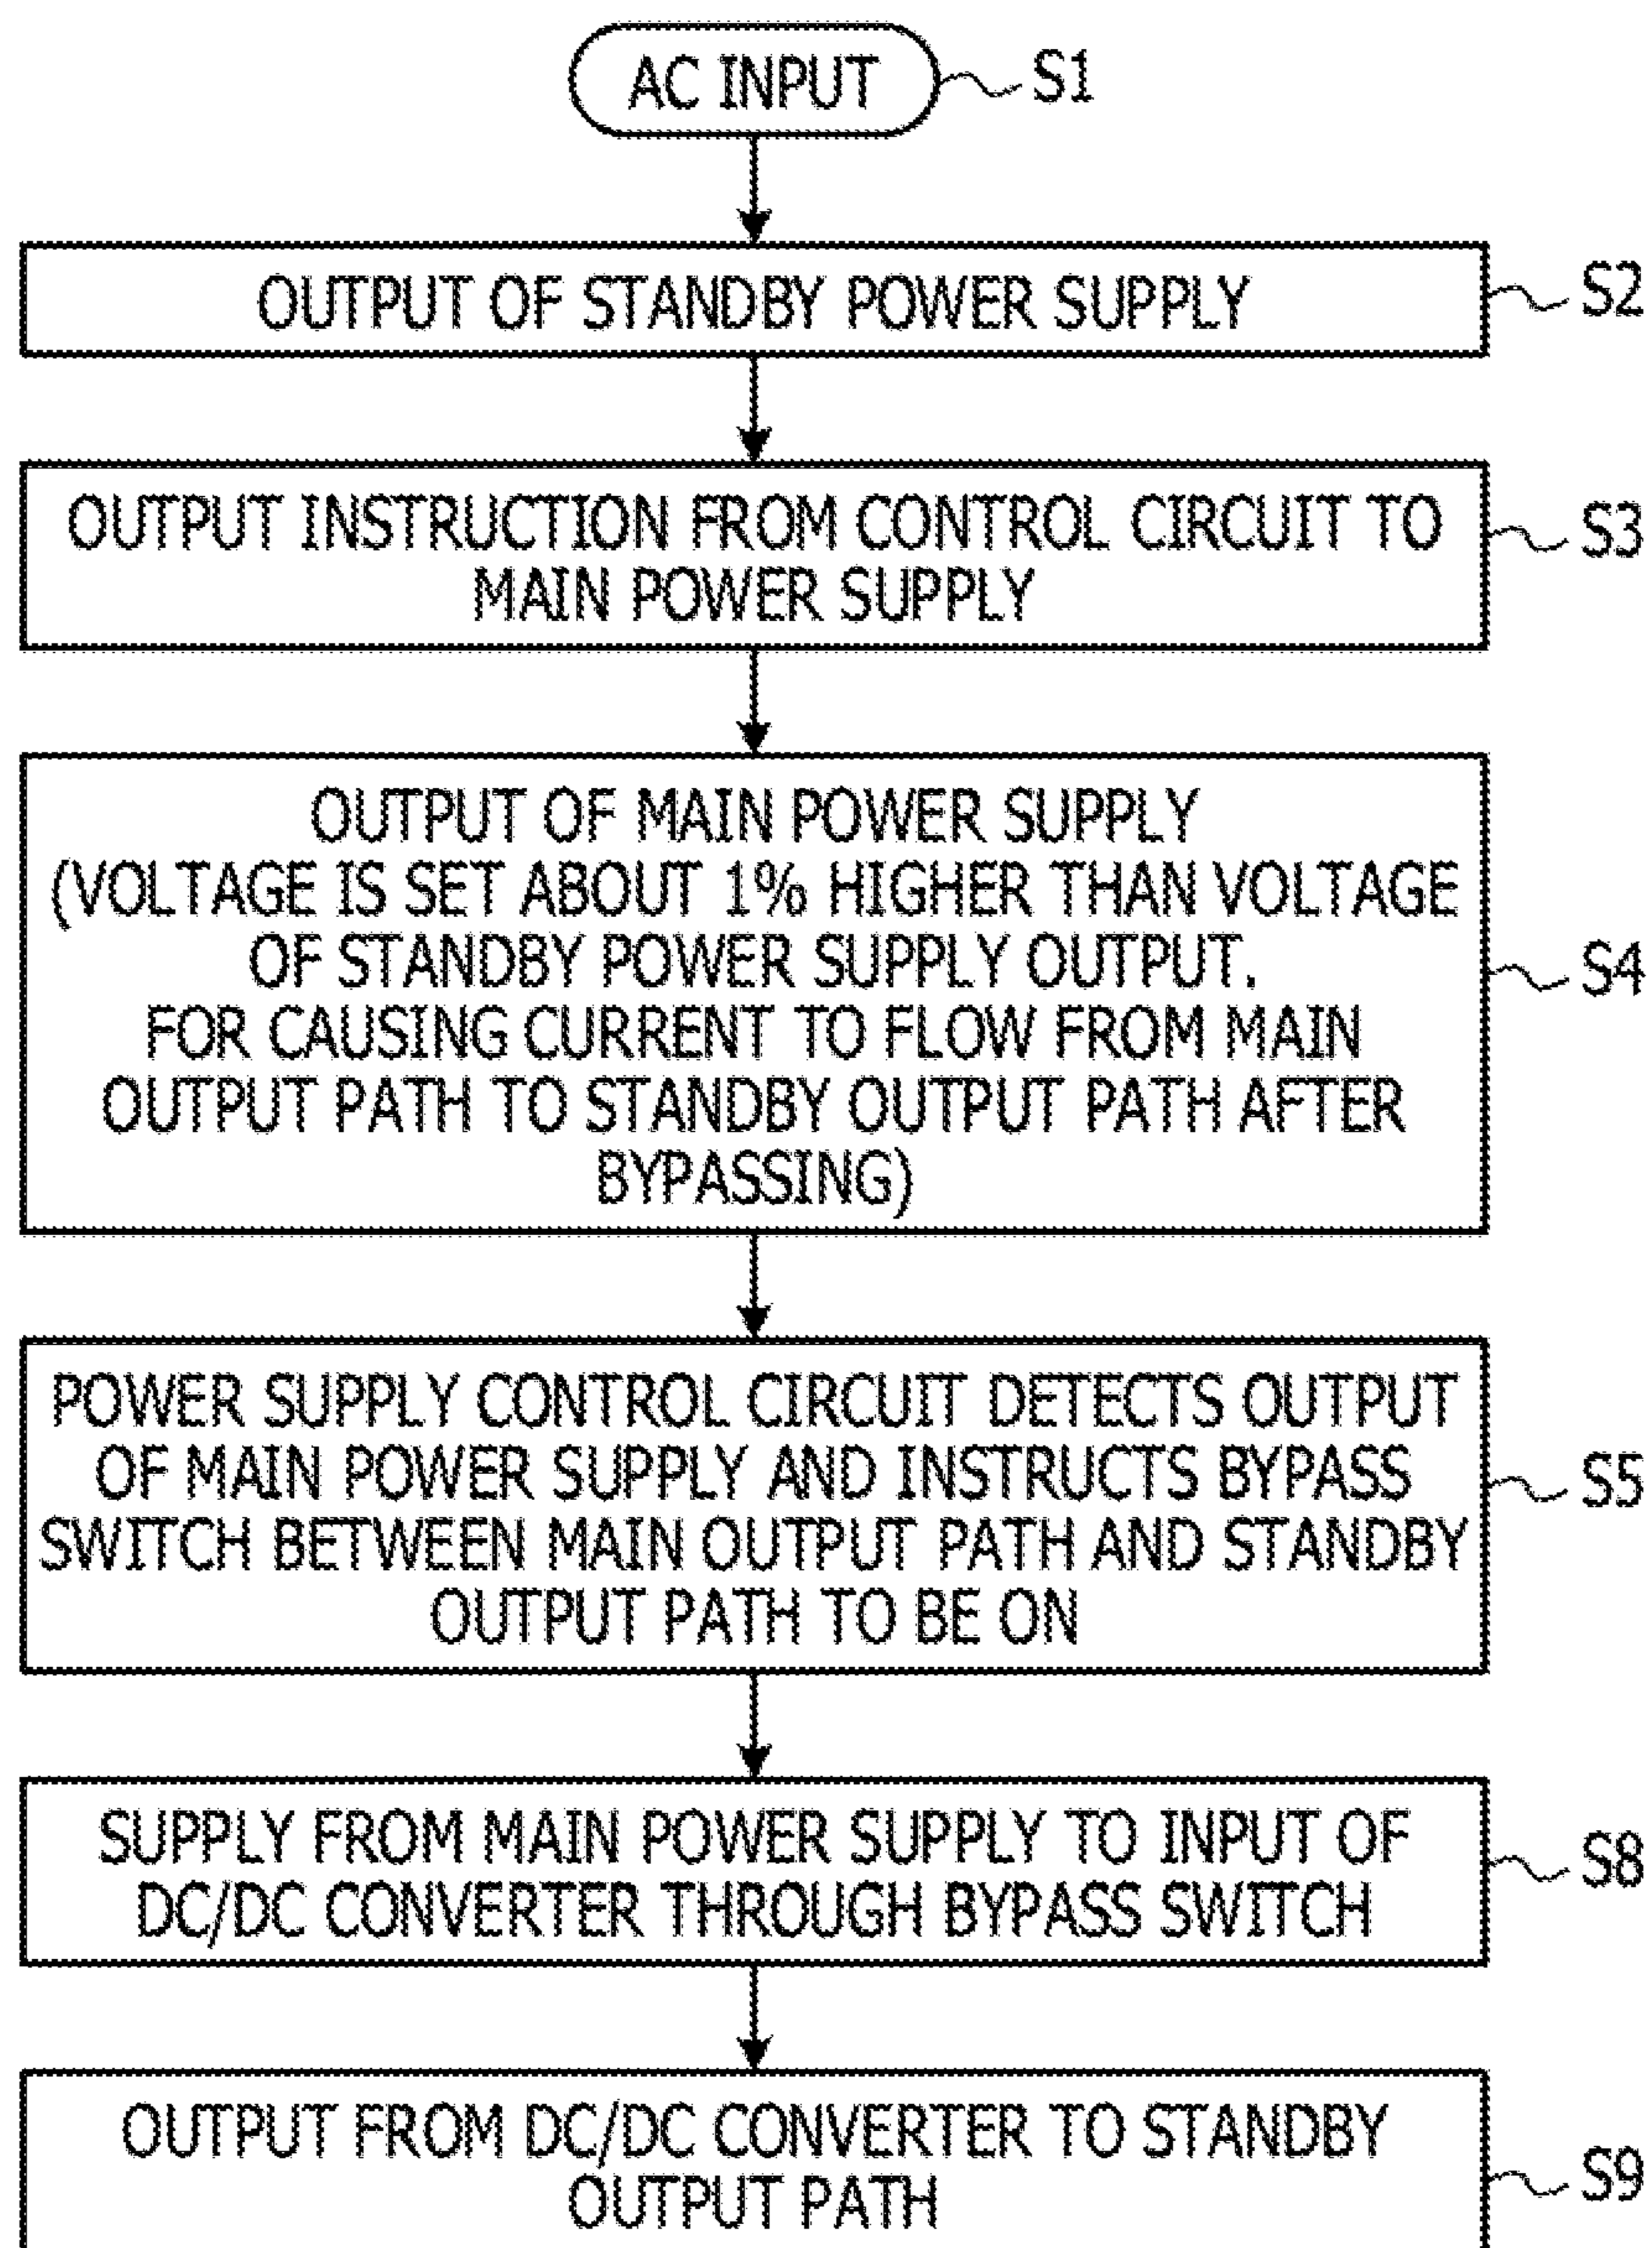 AC INPUT
S1
OUTPUT OF STANDBY POWER SUPPLY
S2
OUTPUT INSTRUCTION FROM CONTROL CIRCUIT TO
MAIN POWER SUPPLY
S3
OUTPUT OF MAIN POWER SUPPLY
(VOLTAGE IS SET ABOUT 1% HIGHER THAN VOLTAGE
OF STANDBY POWER SUPPLY OUTPUT.
FOR CAUSING CURRENT TO FLOW FROM MAIN
OUTPUT PATH TO STANDBY OUTPUT PATH AFTER
BYPASSING)
S4
POWER SUPPLY CONTROL CIRCUIT DETECTS OUTPUT
OF MAIN POWER SUPPLY AND INSTRUCTS BYPASS
SWITCH BETWEEN MAIN OUTPUT PATH AND STANDBY
OUTPUT PATH TO BE ON
S5
SUPPLY FROM MAIN POWER SUPPLY TO INPUT OF
DC/DC CONVERTER THROUGH BYPASS SWITCH
S8
OUTPUT FROM DC/DC CONVERTER TO STANDBY
OUTPUT PATH
S9